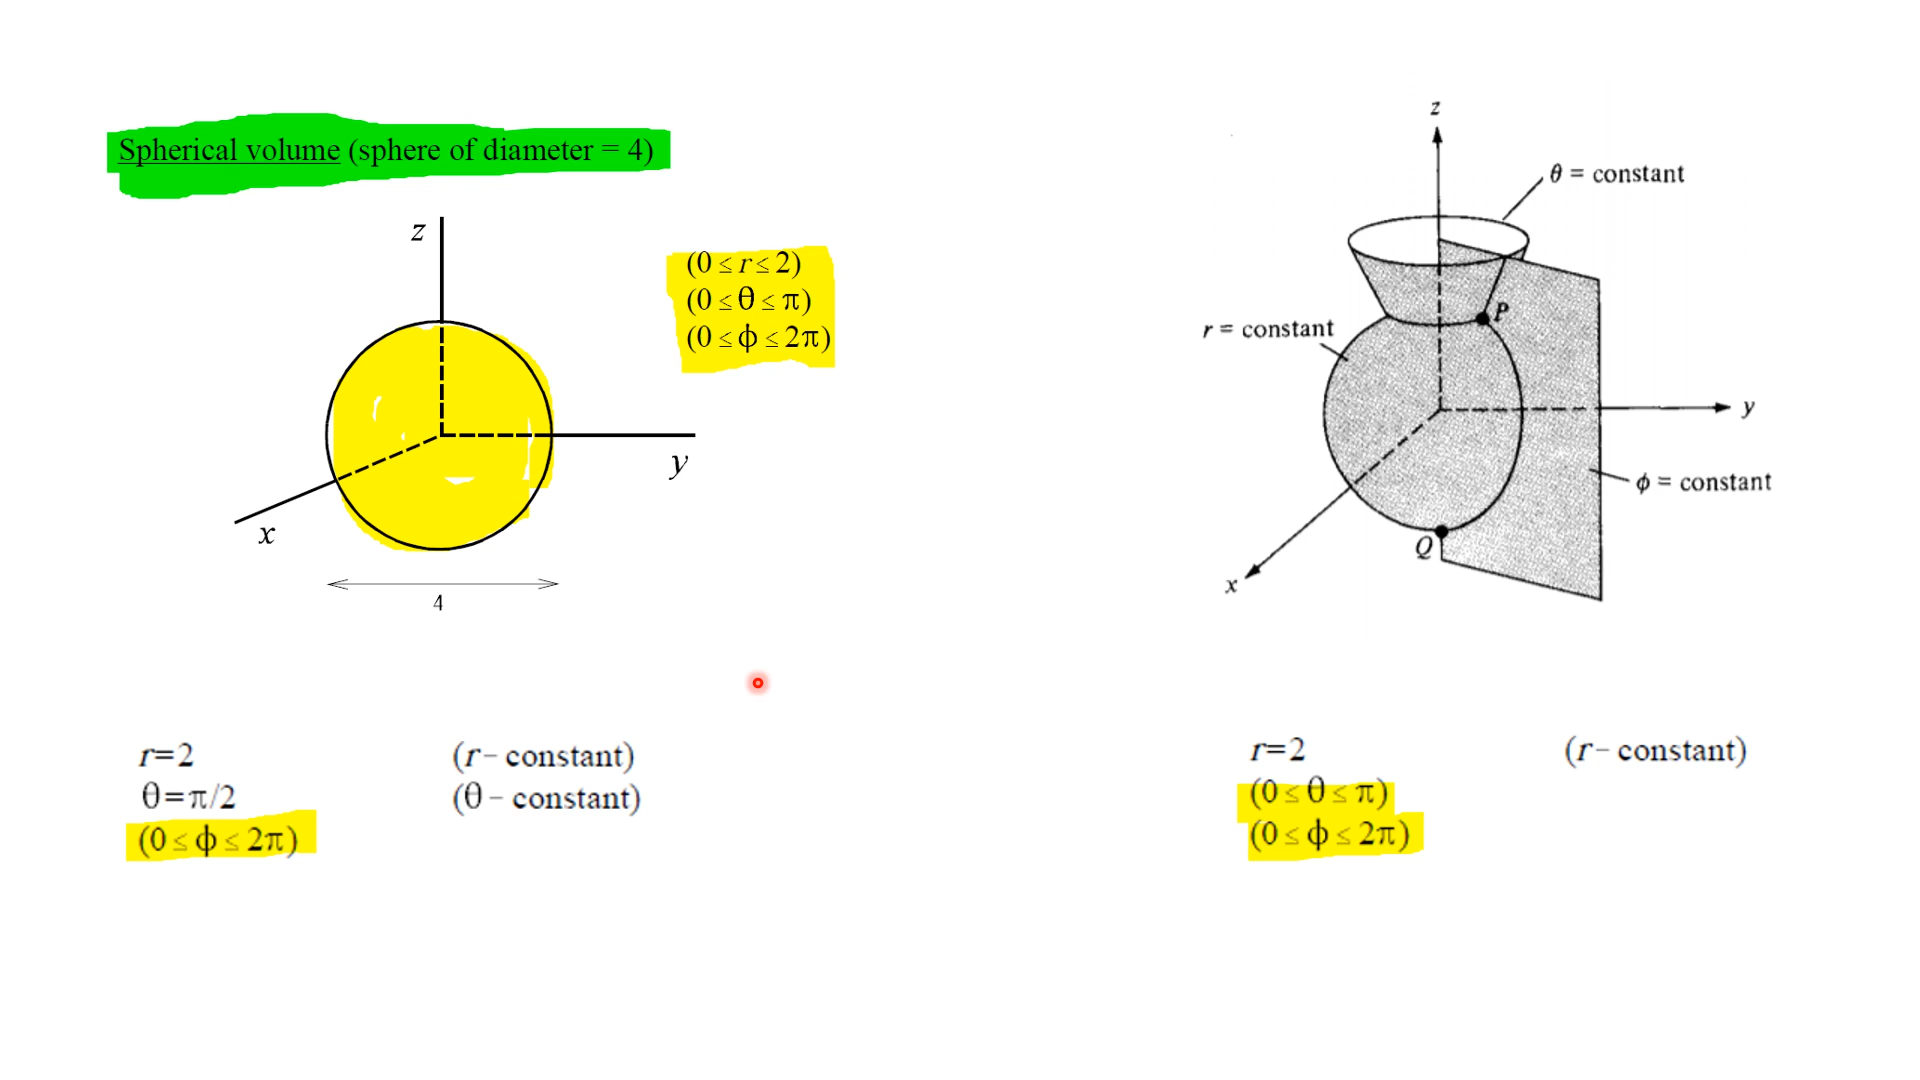 Spherical volume (sphere of diameter = 4)
z
(0 ≤ r ≤ 2)
(0 ≤ θ ≤ π)
(0 ≤ ϕ ≤ 2π)
y
x
4
r=2 (r – constant)
θ=π/2 (θ – constant)
(0 ≤ ϕ ≤ 2π)
z
θ = constant
P
r = constant
y
ϕ = constant
Q
x
r=2 (r – constant)
(0 ≤ θ ≤ π)
(0 ≤ ϕ ≤ 2π)